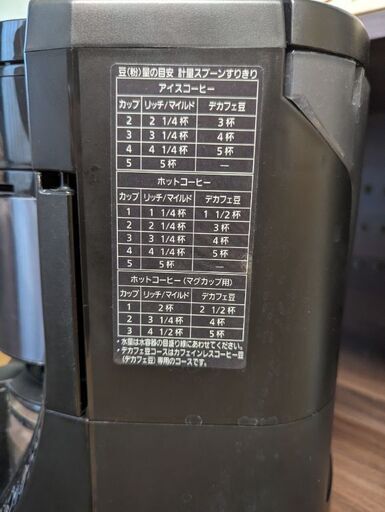 豆(粉)量の目安 計量スプーンすりきり
アイスコーヒー
カップ リッチ/マイルド デカフェ豆
2 2 1/4杯 3杯
3 3 1/4杯 4杯
4 4 1/4杯 5杯
5 5杯 —
ホットコーヒー
カップ リッチ/マイルド デカフェ豆
1 1 1/4杯 1 1/2杯
2 2 1/4杯 3杯
3 3 1/4杯 4杯
4 4 1/4杯 5杯
5 5杯 —
ホットコーヒー(マグカップ用)
カップ リッチ/マイルド デカフェ豆
1 2杯 2 1/2杯
2 3 1/4杯 4杯
3 4 1/2杯 5杯
・水量は水容器の目盛り線にあわせてください。
・デカフェ豆コースはカフェインレスコーヒー豆
(デカフェ豆)専用のコースです。